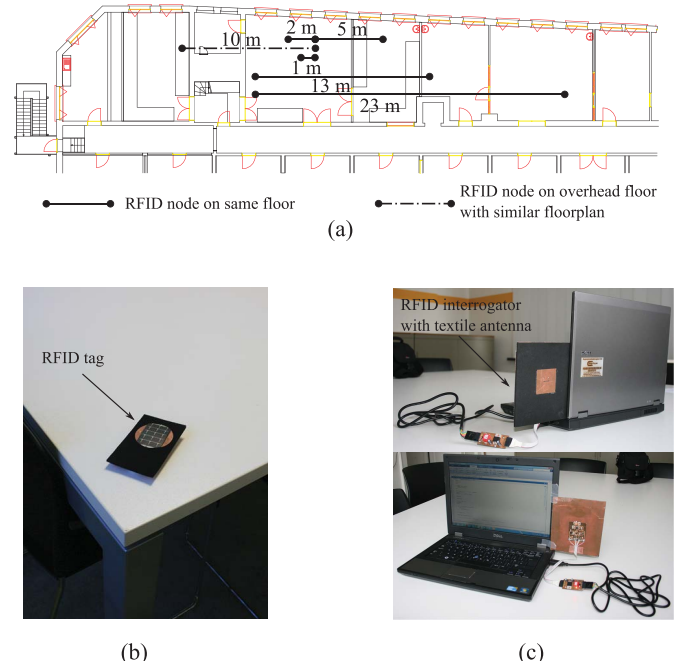 10 m
2 m
5 m
1 m
13 m
23 m
RFID node on same floor
RFID node on overhead floor
with similar floorplan
(a)
RFID tag
RFID interrogator
with textile antenna
(b)
(c)